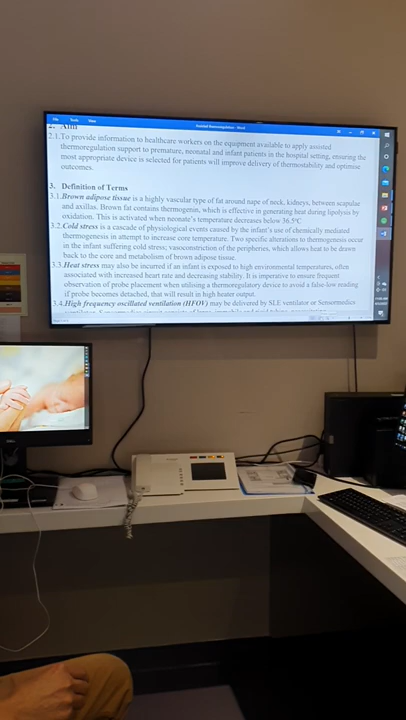 File Tools View
Assisted thermoregulation - Word
2. Aim
2.1.To provide information to healthcare workers on the equipment available to apply assisted
thermoregulation support to premature, neonatal and infant patients in the hospital setting, ensuring the
most appropriate device is selected for patients will improve delivery of thermostability and optimise
outcomes.
3. Definition of Terms
3.1.Brown adipose tissue is a highly vascular type of fat around nape of neck, kidneys, between scapulae
and axillas. Brown fat contains thermogenin, which is effective in generating heat during lipolysis by
oxidation. This is activated when neonate's temperature decreases below 36.5ºC
3.2.Cold stress is a cascade of physiological events caused by the infant's use of chemically mediated
thermogenesis in attempt to increase core temperature. Two specific alterations to thermogenesis occur
in the infant suffering cold stress; vasoconstriction of the peripheries, which allows heat to be drawn
back to the core and metabolism of brown adipose tissue.
3.3.Heat stress may also be incurred if an infant is exposed to high environmental temperatures, often
associated with increased heart rate and decreasing stability. It is imperative to ensure frequent
observation of probe placement when utilising a thermoregulatory device to avoid a false-low reading
if probe becomes detached, that will result in high heater output.
3.4.High frequency oscillated ventilation (HFOV) may be delivered by SLE ventilator or Sensormedics